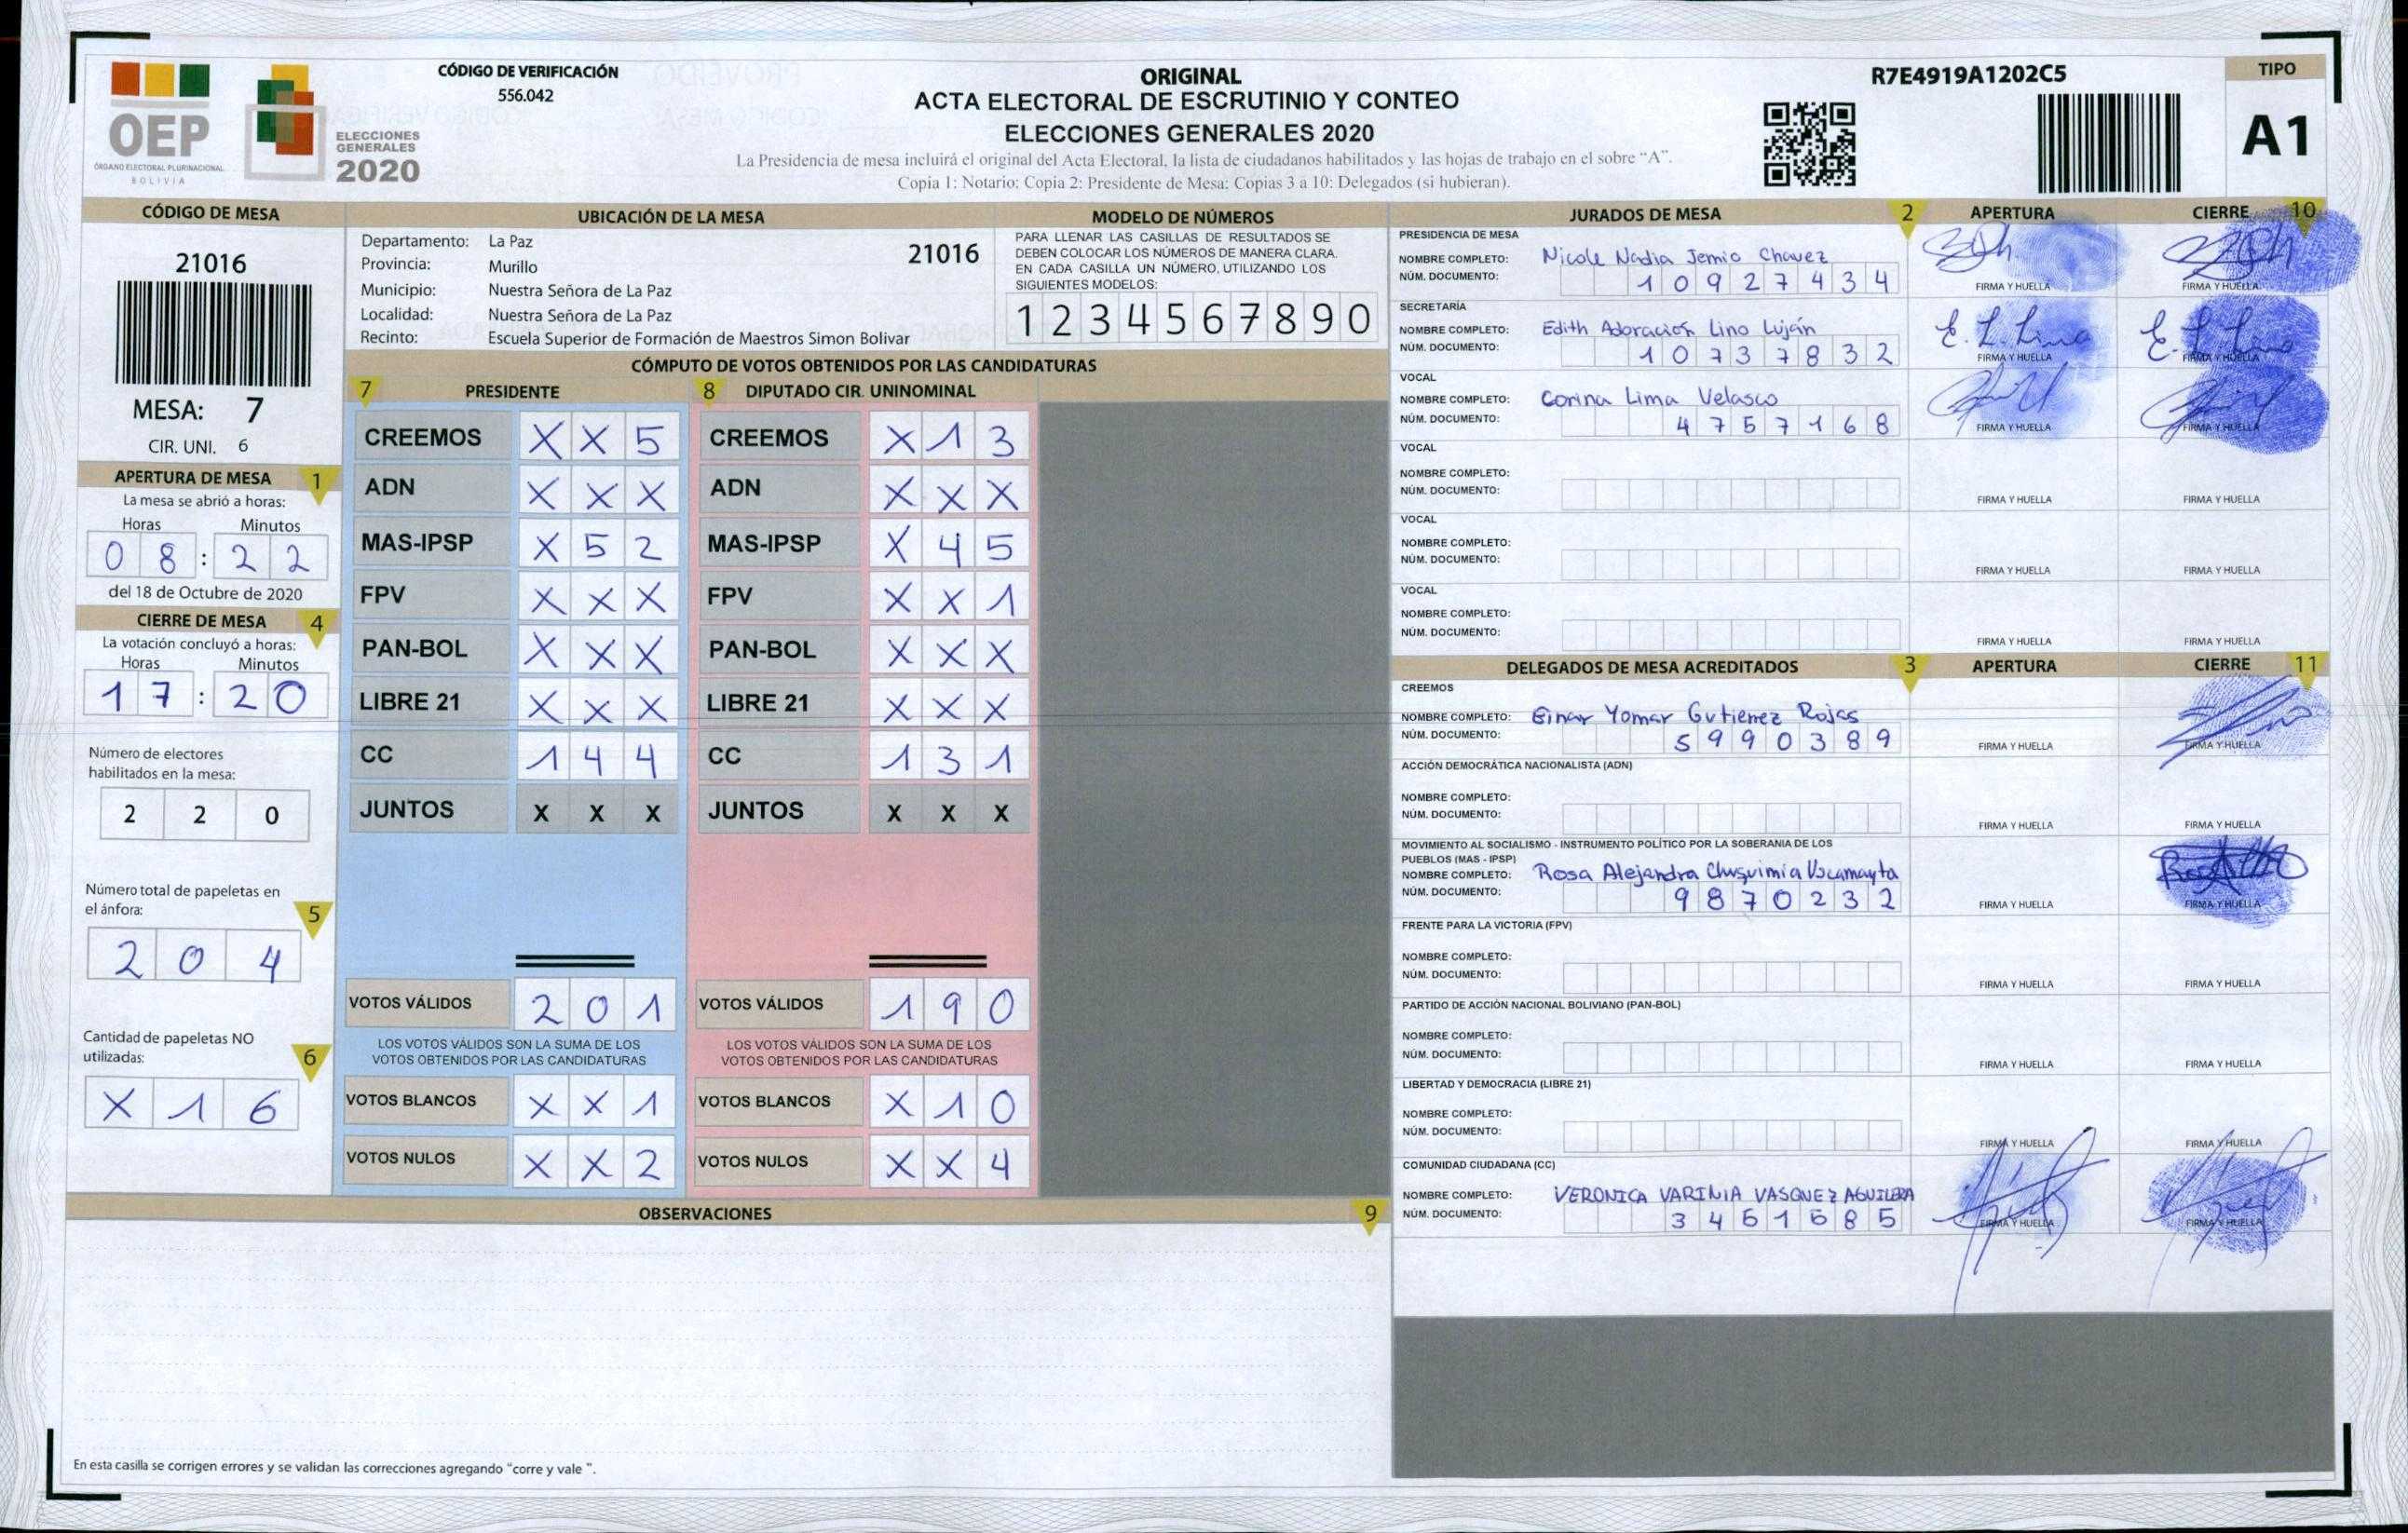 OEP
ÓRGANO ELECTORAL PLURINACIONAL
BOLIVIA
ELECCIONES
GENERALES
2020
CÓDIGO DE VERIFICACIÓN
556.042
ORIGINAL
ACTA ELECTORAL DE ESCRUTINIO Y CONTEO
ELECCIONES GENERALES 2020
La Presidencia de mesa incluirá el original del Acta Electoral, la lista de ciudadanos habilitados y las hojas de trabajo en el sobre “A”.
Copia 1: Notario: Copia 2: Presidente de Mesa: Copias 3 a 10: Delegados (si hubieran).
R7E4919A1202C5
TIPO
A1
CÓDIGO DE MESA
21016
MESA: 7
CIR. UNI. 6
APERTURA DE MESA 1
La mesa se abrió a horas:
Horas Minutos
0 8 : 2 2
del 18 de Octubre de 2020
CIERRE DE MESA 4
La votación concluyó a horas:
Horas Minutos
1 7 : 2 0
Número de electores
habilitados en la mesa:
2 2 0
Número total de papeletas en
el ánfora: 5
2 0 4
Cantidad de papeletas NO
utilizadas: 6
X 1 6
UBICACIÓN DE LA MESA
Departamento: La Paz 21016
Provincia: Murillo
Municipio: Nuestra Señora de La Paz
Localidad: Nuestra Señora de La Paz
Recinto: Escuela Superior de Formación de Maestros Simon Bolivar
MODELO DE NÚMEROS
PARA LLENAR LAS CASILLAS DE RESULTADOS SE
DEBEN COLOCAR LOS NÚMEROS DE MANERA CLARA.
EN CADA CASILLA UN NÚMERO, UTILIZANDO LOS
SIGUIENTES MODELOS:
1 2 3 4 5 6 7 8 9 0
CÓMPUTO DE VOTOS OBTENIDOS POR LAS CANDIDATURAS
7 PRESIDENTE 8 DIPUTADO CIR. UNINOMINAL
CREEMOS X X 5 CREEMOS X 1 3
ADN X X X ADN X X X
MAS-IPSP X 5 2 MAS-IPSP X 4 5
FPV X X X FPV X X 1
PAN-BOL X X X PAN-BOL X X X
LIBRE 21 X X X LIBRE 21 X X X
CC 1 4 4 CC 1 3 1
JUNTOS X X X JUNTOS X X X
VOTOS VÁLIDOS 2 0 1 VOTOS VÁLIDOS 1 9 0
LOS VOTOS VÁLIDOS SON LA SUMA DE LOS LOS VOTOS VÁLIDOS SON LA SUMA DE LOS
VOTOS OBTENIDOS POR LAS CANDIDATURAS VOTOS OBTENIDOS POR LAS CANDIDATURAS
VOTOS BLANCOS X X 1 VOTOS BLANCOS X 1 0
VOTOS NULOS X X 2 VOTOS NULOS X X 4
OBSERVACIONES 9
En esta casilla se corrigen errores y se validan las correcciones agregando “corre y vale ”.
JURADOS DE MESA 2 APERTURA CIERRE 10
PRESIDENCIA DE MESA
NOMBRE COMPLETO: Nicole Nadia Jemio Chavez
NÚM. DOCUMENTO: 1 0 9 2 7 4 3 4 FIRMA Y HUELLA FIRMA Y HUELLA
SECRETARÍA
NOMBRE COMPLETO: Edith Adoración Lino Luján E. L. Lino E. L. Lino
NÚM. DOCUMENTO: 1 0 7 3 7 8 3 2 FIRMA Y HUELLA FIRMA Y HUELLA
VOCAL
NOMBRE COMPLETO: Corina Lima Velasco
NÚM. DOCUMENTO: 4 7 5 7 1 6 8 FIRMA Y HUELLA FIRMA Y HUELLA
VOCAL
NOMBRE COMPLETO:
NÚM. DOCUMENTO: FIRMA Y HUELLA FIRMA Y HUELLA
VOCAL
NOMBRE COMPLETO:
NÚM. DOCUMENTO: FIRMA Y HUELLA FIRMA Y HUELLA
VOCAL
NOMBRE COMPLETO:
NÚM. DOCUMENTO: FIRMA Y HUELLA FIRMA Y HUELLA
DELEGADOS DE MESA ACREDITADOS 3 APERTURA CIERRE 11
CREEMOS
NOMBRE COMPLETO: Einar Yomar Gutierrez Rojas
NÚM. DOCUMENTO: 5 9 9 0 3 8 9 FIRMA Y HUELLA FIRMA Y HUELLA
ACCIÓN DEMOCRÁTICA NACIONALISTA (ADN)
NOMBRE COMPLETO:
NÚM. DOCUMENTO: FIRMA Y HUELLA FIRMA Y HUELLA
MOVIMIENTO AL SOCIALISMO - INSTRUMENTO POLÍTICO POR LA SOBERANIA DE LOS
PUEBLOS (MAS - IPSP)
NOMBRE COMPLETO: Rosa Alejandra
NÚM. DOCUMENTO: 9 8 7 0 2 3 2 FIRMA Y HUELLA FIRMA Y HUELLA
FRENTE PARA LA VICTORIA (FPV)
NOMBRE COMPLETO:
NÚM. DOCUMENTO: FIRMA Y HUELLA FIRMA Y HUELLA
PARTIDO DE ACCIÓN NACIONAL BOLIVIANO (PAN-BOL)
NOMBRE COMPLETO:
NÚM. DOCUMENTO: FIRMA Y HUELLA FIRMA Y HUELLA
LIBERTAD Y DEMOCRACIA (LIBRE 21)
NOMBRE COMPLETO:
NÚM. DOCUMENTO: FIRMA Y HUELLA FIRMA Y HUELLA
COMUNIDAD CIUDADANA (CC)
NOMBRE COMPLETO: VERONICA VARINIA VASQUEZ AGUILERA
NÚM. DOCUMENTO: FIRMA Y HUELLA FIRMA Y HUELLA